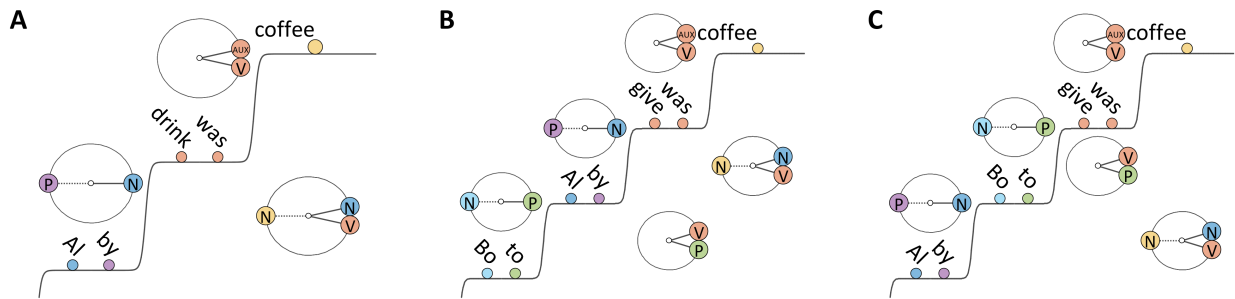 A
coffee
AUX
V
drink was
P N
N N
V
Al by
B
coffee
AUX
V
give was
P N
N N
V
Al by
N P
V
P
Bo to
C
coffee
AUX
V
give was
N P
V
P
Bo to
P N
N N
V
Al by